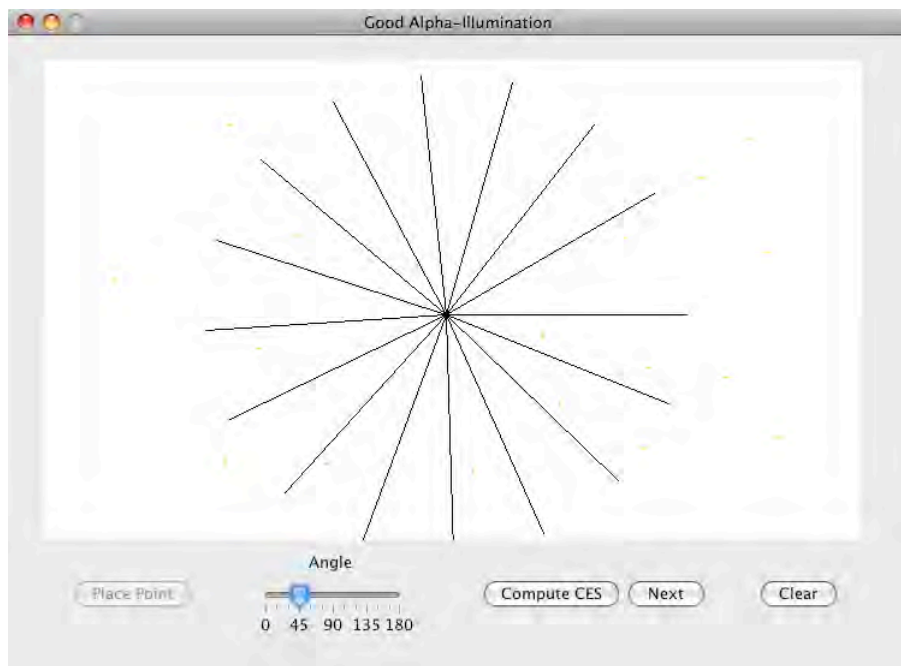 Good Alpha-Illumination
Angle
Place Point
Compute CES
Next
Clear
0 45 90 135 180